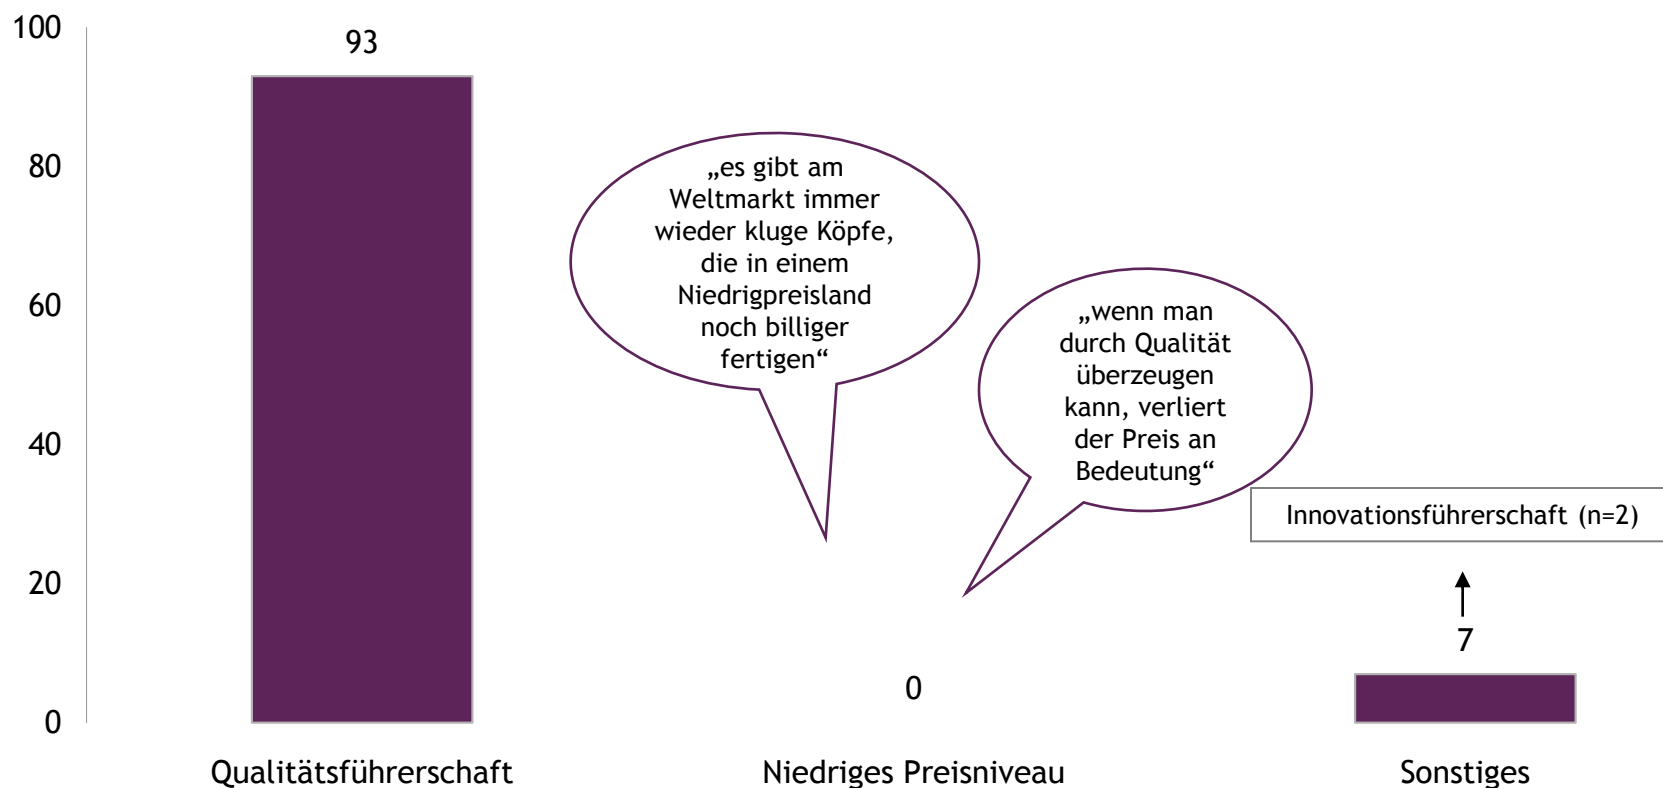 100
80
60
40
20
0
93
„es gibt am
Weltmarkt immer
wieder kluge Köpfe,
die in einem
Niedrigpreisland
noch billiger
fertigen“
„wenn man
durch Qualität
überzeugen
kann, verliert
der Preis an
Bedeutung“
Innovationsführerschaft (n=2)
7
0
Qualitätsführerschaft
Niedriges Preisniveau
Sonstiges